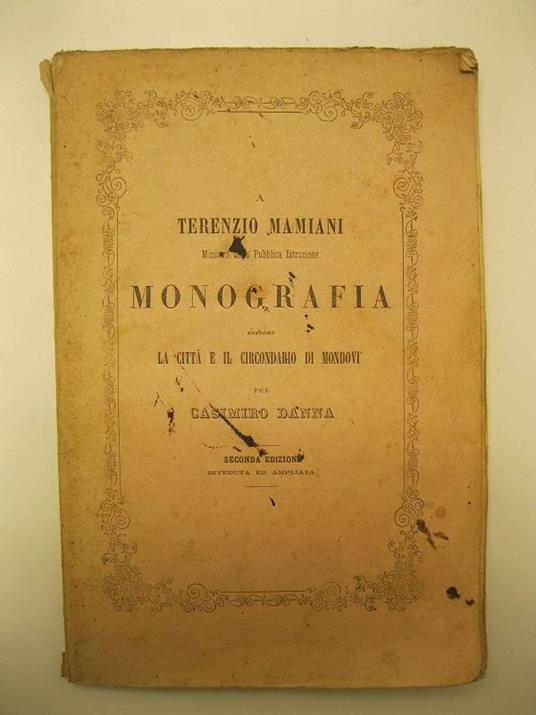 A
TERENZIO MAMIANI
Ministro della Pubblica Istruzione
MONOGRAFIA
intorno
LA CITTÀ E IL CIRCONDARIO DI MONDOVI'
PER
CASIMIRO DANNA
SECONDA EDIZIONE
RIVEDUTA ED AMPLIATA